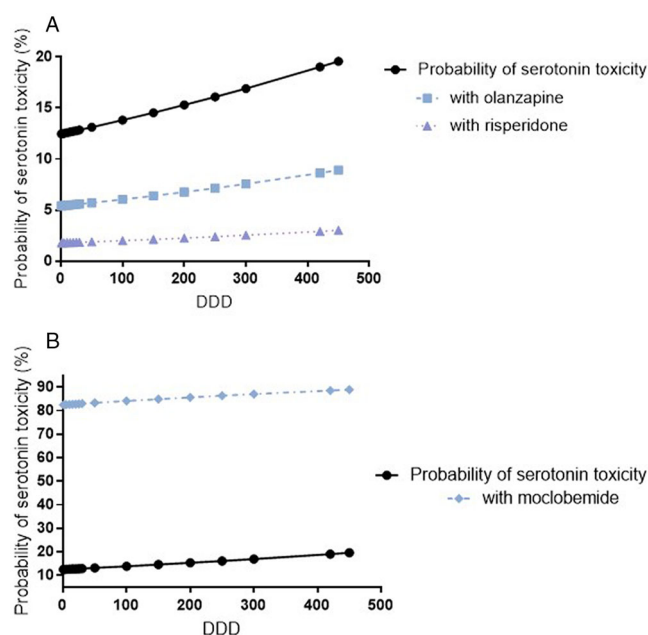 A
Probability of serotonin toxicity (%)
20
15
10
5
0
0 100 200 300 400 500
DDD
Probability of serotonin toxicity
with olanzapine
with risperidone
B
Probability of serotonin toxicity (%)
90
80
70
60
50
40
30
20
10
0 100 200 300 400 500
DDD
Probability of serotonin toxicity
with moclobemide